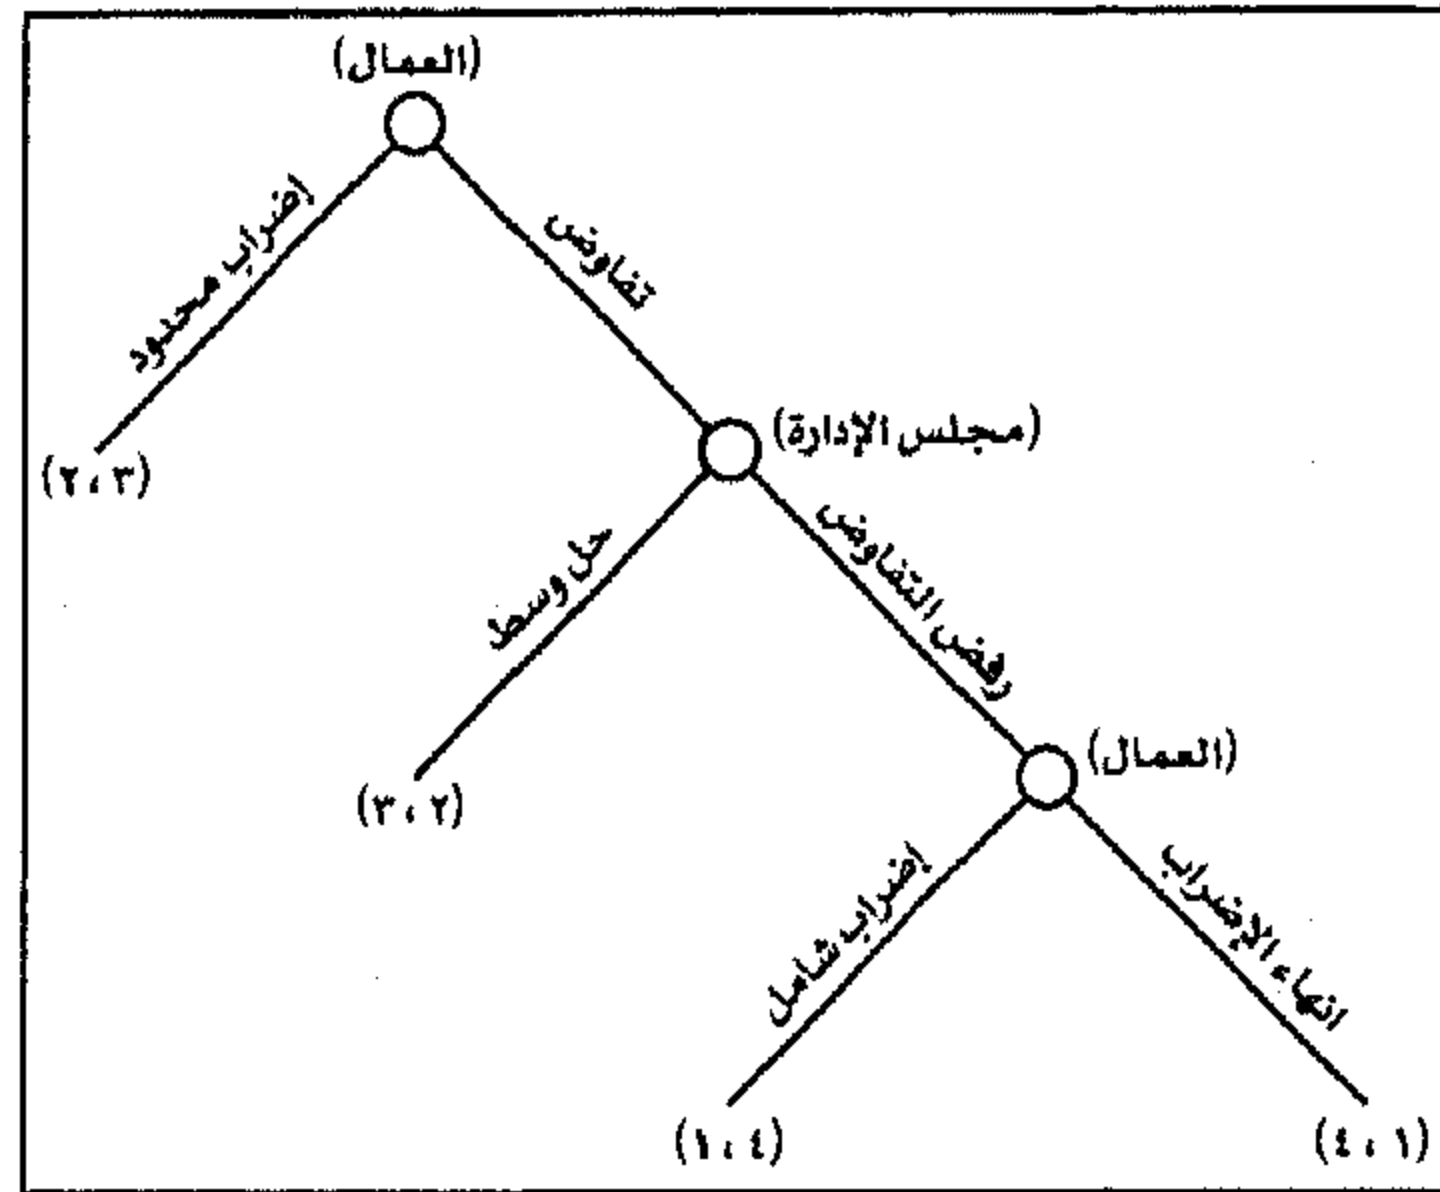 (العمال)
إضراب محدود
تفاوض
(٣ ، ٢)
(مجلس الإدارة)
حل وسط
رفض التفاوض
(٢ ، ٣)
(العمال)
إضراب شامل
انهاء الإضراب
(٤ ، ١)
(١ ، ٤)